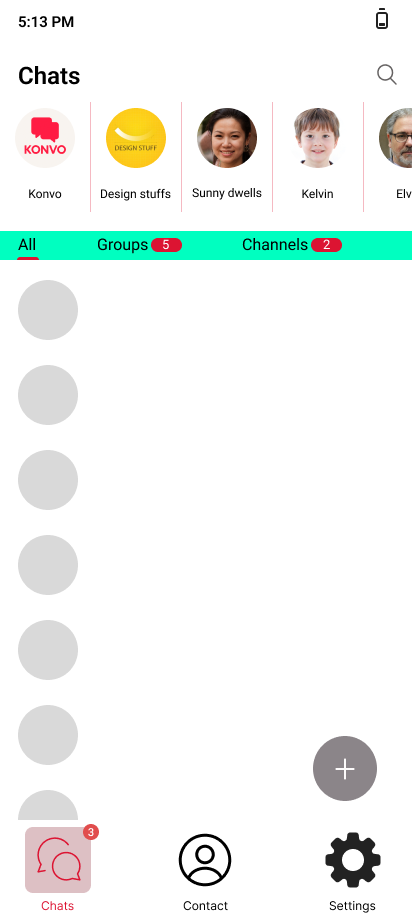 5:13 PM
Chats
KONVO
DESIGN STUFF
Konvo
Design stuffs
Sunny dwells
Kelvin
Elv
All
Groups 5
Channels 2
3
Chats
Contact
Settings